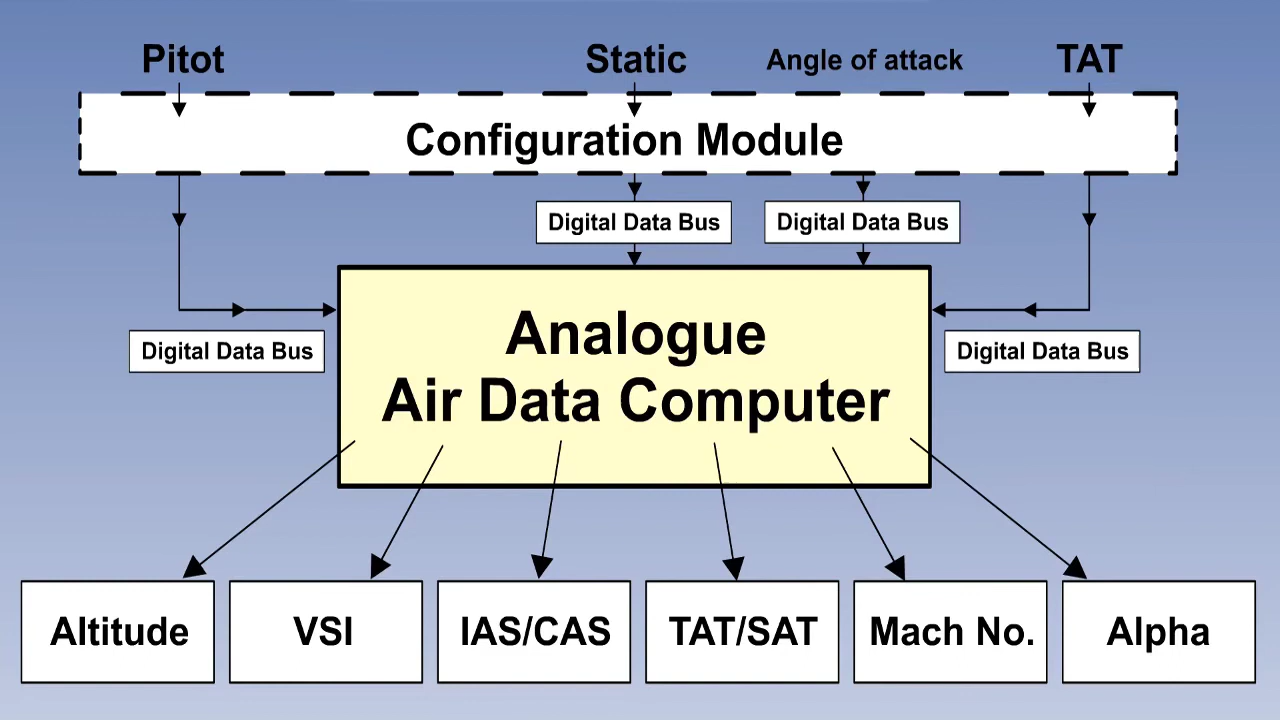 Pitot
Static
Angle of attack
TAT
Configuration Module
Digital Data Bus
Digital Data Bus
Digital Data Bus
Digital Data Bus
Analogue
Air Data Computer
Altitude
VSI
IAS/CAS
TAT/SAT
Mach No.
Alpha